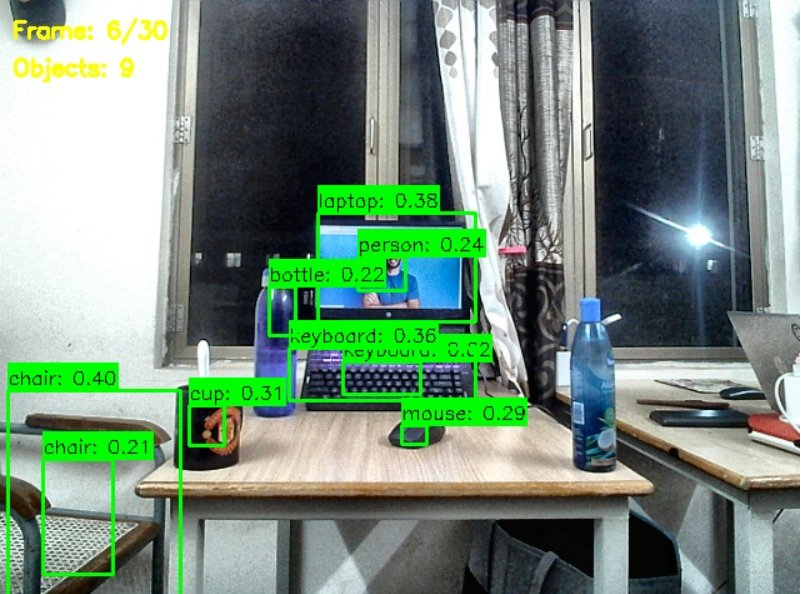 Frame: 6/30
Objects: 9
laptop: 0.38
person: 0.24
bottle: 0.22
keyboard: 0.36
keyboard: 0.62
chair: 0.40
cup: 0.31
mouse: 0.29
chair: 0.21